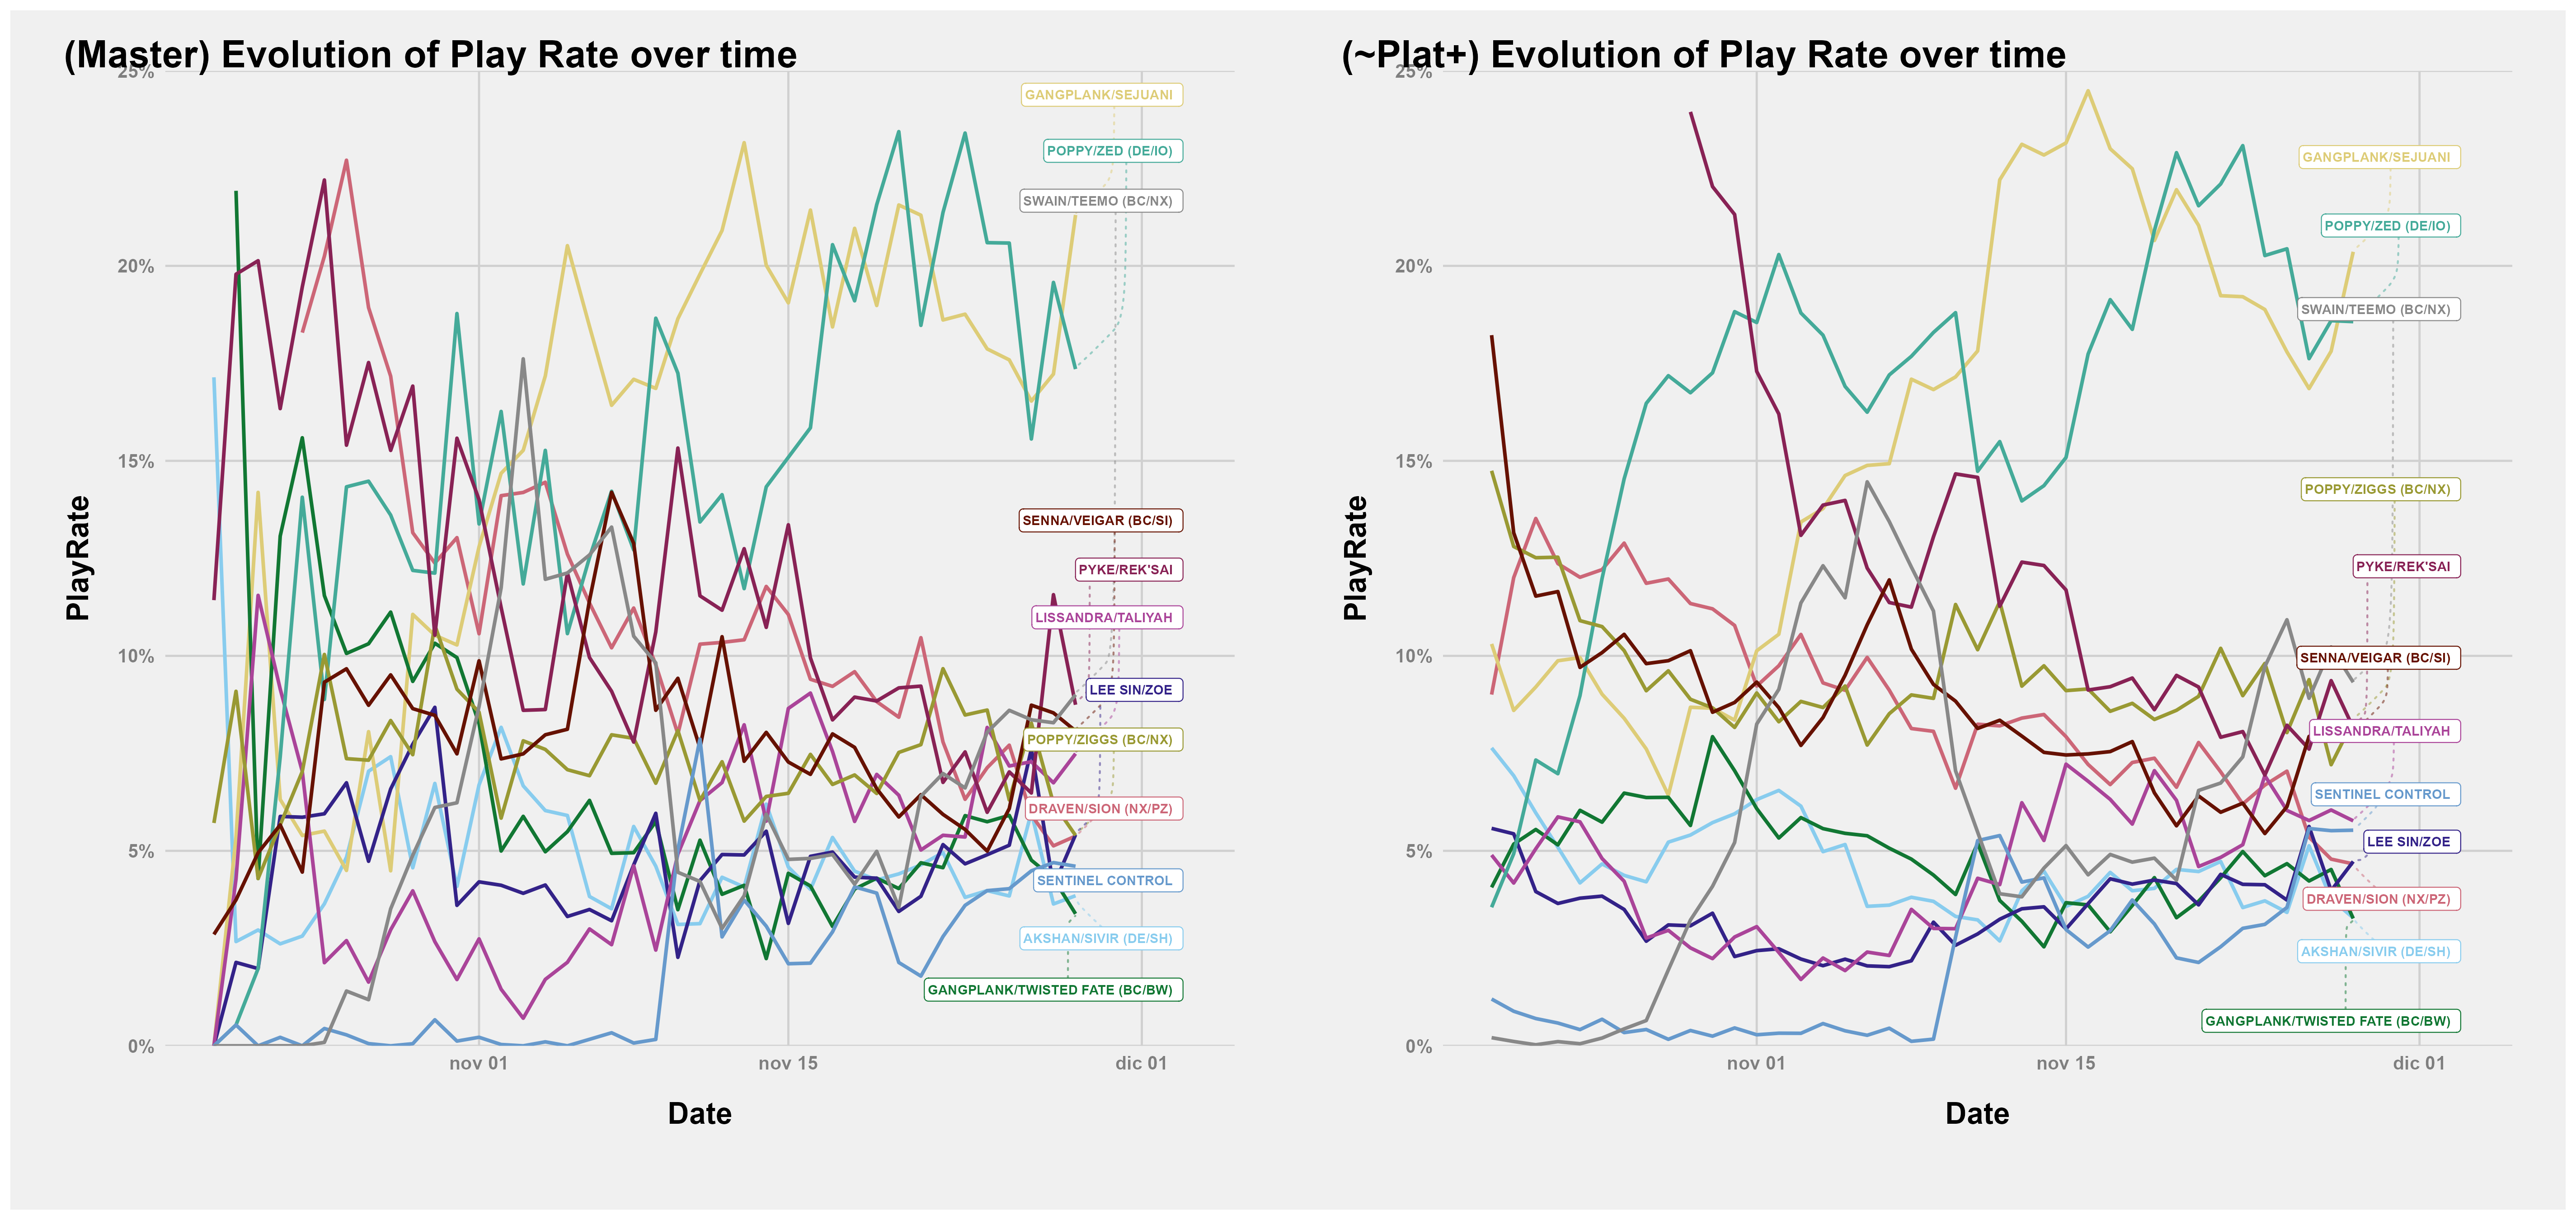 (Master) Evolution of Play Rate over time
25%
20%
15%
10%
5%
0%
PlayRate
GANGPLANK/SEJUANI
POPPY/ZED (DE/IO)
SWAIN/TEEMO (BC/NX)
SENNA/VEIGAR (BC/SI)
PYKE/REK'SAI
LISSANDRA/TALIYAH
LEE SIN/ZOE
POPPY/ZIGGS (BC/NX)
DRAVEN/SION (NX/PZ)
SENTINEL CONTROL
AKSHAN/SIVIR (DE/SH)
GANGPLANK/TWISTED FATE (BC/BW)
nov 01
nov 15
dic 01
Date
(~Plat+) Evolution of Play Rate over time
25%
20%
15%
10%
5%
0%
PlayRate
GANGPLANK/SEJUANI
POPPY/ZED (DE/IO)
SWAIN/TEEMO (BC/NX)
POPPY/ZIGGS (BC/NX)
PYKE/REK'SAI
SENNA/VEIGAR (BC/SI)
LISSANDRA/TALIYAH
SENTINEL CONTROL
LEE SIN/ZOE
DRAVEN/SION (NX/PZ)
AKSHAN/SIVIR (DE/SH)
GANGPLANK/TWISTED FATE (BC/BW)
nov 01
nov 15
dic 01
Date